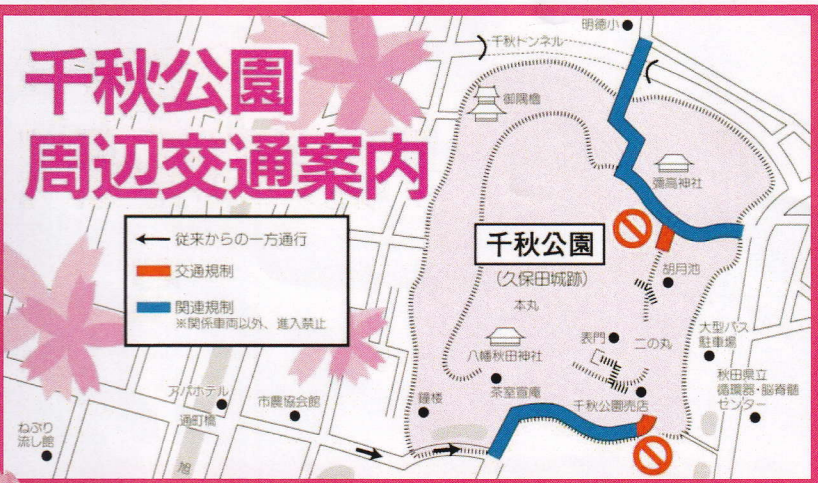 千秋公園
周辺交通案内
従来からの一方通行
交通規制
関連規制
※関係車両以外、進入禁止
明徳小
千秋トンネル
御隅櫓
彌高神社
千秋公園
(久保田城跡)
本丸
胡月池
八幡秋田神社
表門
二の丸
大型バス
駐車場
茶室宣庵
千秋公園売店
秋田県立
循環器・脳脊髄
センター
鐘楼
アパホテル
通町橋
市農協会館
ねぶり
流し館
旭